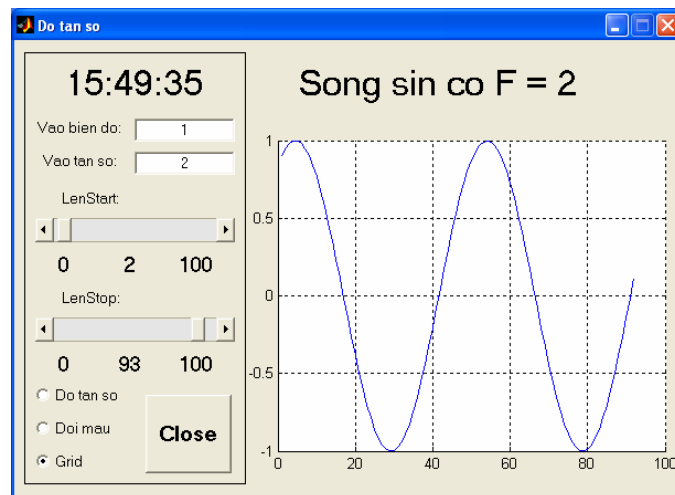 Do tan so
15:49:35
Vao bien do: 1
Vao tan so: 2
LenStart:
0 2 100
LenStop:
0 93 100
Do tan so
Doi mau
Grid
Close
Song sin co F = 2
1
0.5
0
-0.5
-1
0 20 40 60 80 100